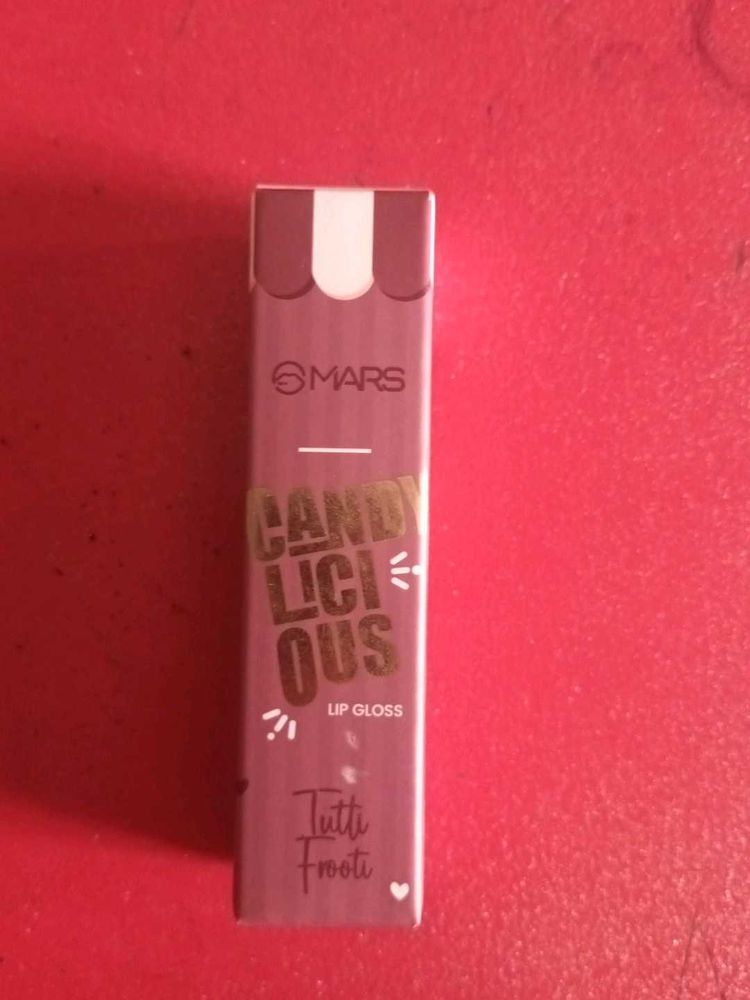 MARS
CANDY
LICI
OUS
LIP GLOSS
Tutti
Frooti